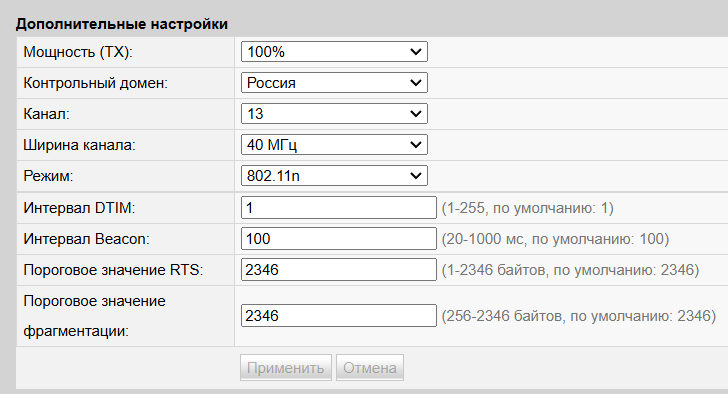 Дополнительные настройки
Мощность (TX): 100%
Контрольный домен: Россия
Канал: 13
Ширина канала: 40 МГц
Режим: 802.11n
Интервал DTIM: 1 (1-255, по умолчанию: 1)
Интервал Beacon: 100 (20-1000 мс, по умолчанию: 100)
Пороговое значение RTS: 2346 (1-2346 байтов, по умолчанию: 2346)
Пороговое значение
фрагментации: 2346 (256-2346 байтов, по умолчанию: 2346)
Применить Отмена